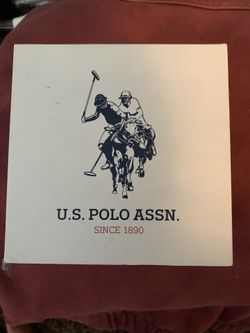 U.S. POLO ASSN.
SINCE 1890